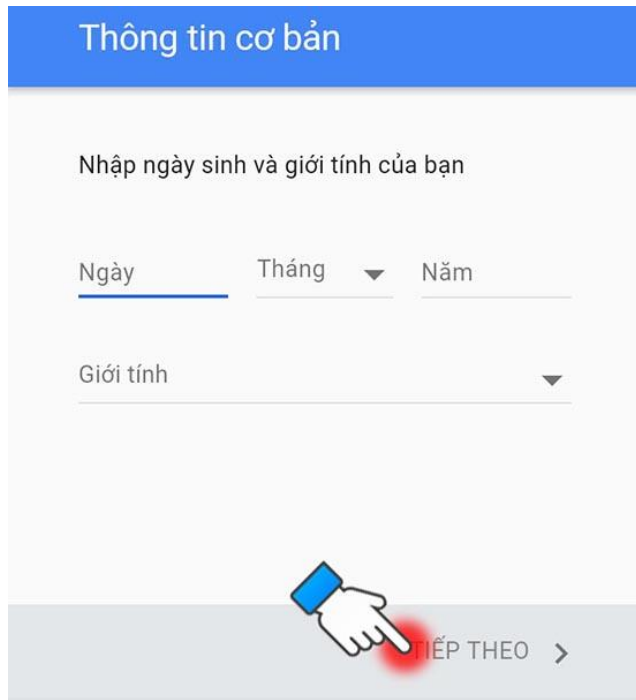 Thông tin cơ bản
Nhập ngày sinh và giới tính của bạn
Ngày Tháng Năm
Giới tính
TIẾP THEO